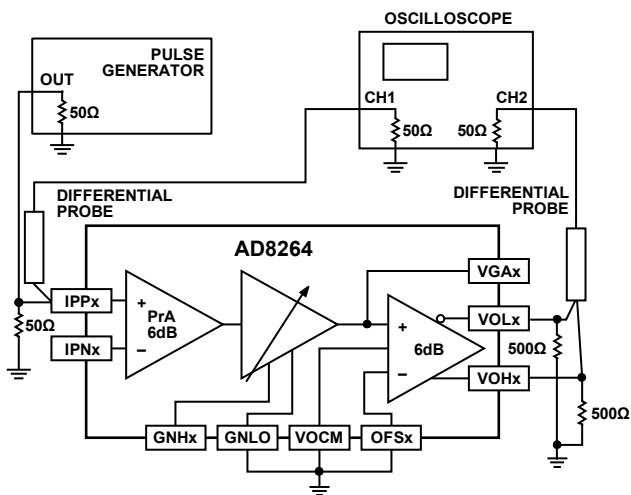 OSCILLOSCOPE
PULSE
GENERATOR
OUT
50Ω
CH1
CH2
50Ω
50Ω
DIFFERENTIAL
PROBE
DIFFERENTIAL
PROBE
AD8264
VGAx
IPPx
+
PrA
6dB
–
IPNx
50Ω
+
6dB
–
VOLx
500Ω
VOHx
500Ω
GNHx
GNLO
VOCM
OFSx